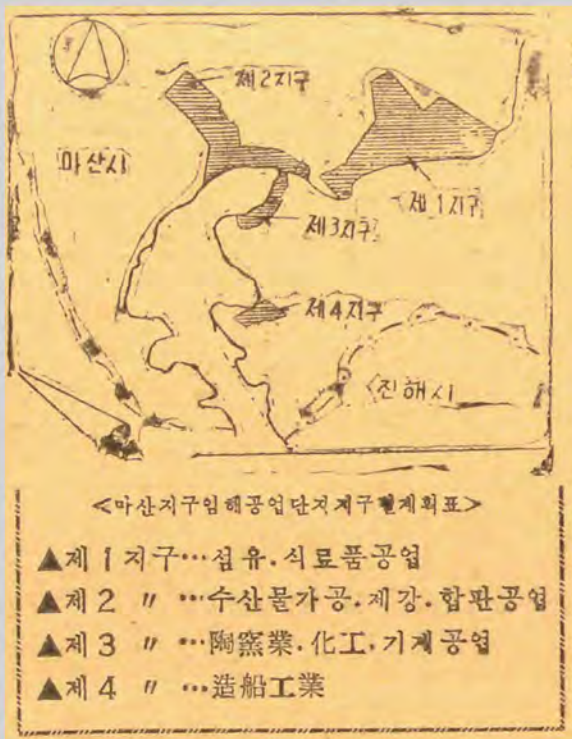 제2지구
마산시
제1지구
제3지구
제4지구
진해시
<마산지구임해공업단지지구별계획표>
▲제1지구…섬유.식료품공업
▲제2 〃 …수산물가공.제강.합판공업
▲제3 〃 …陶窯業.化工.기계공업
▲제4 〃 …造船工業